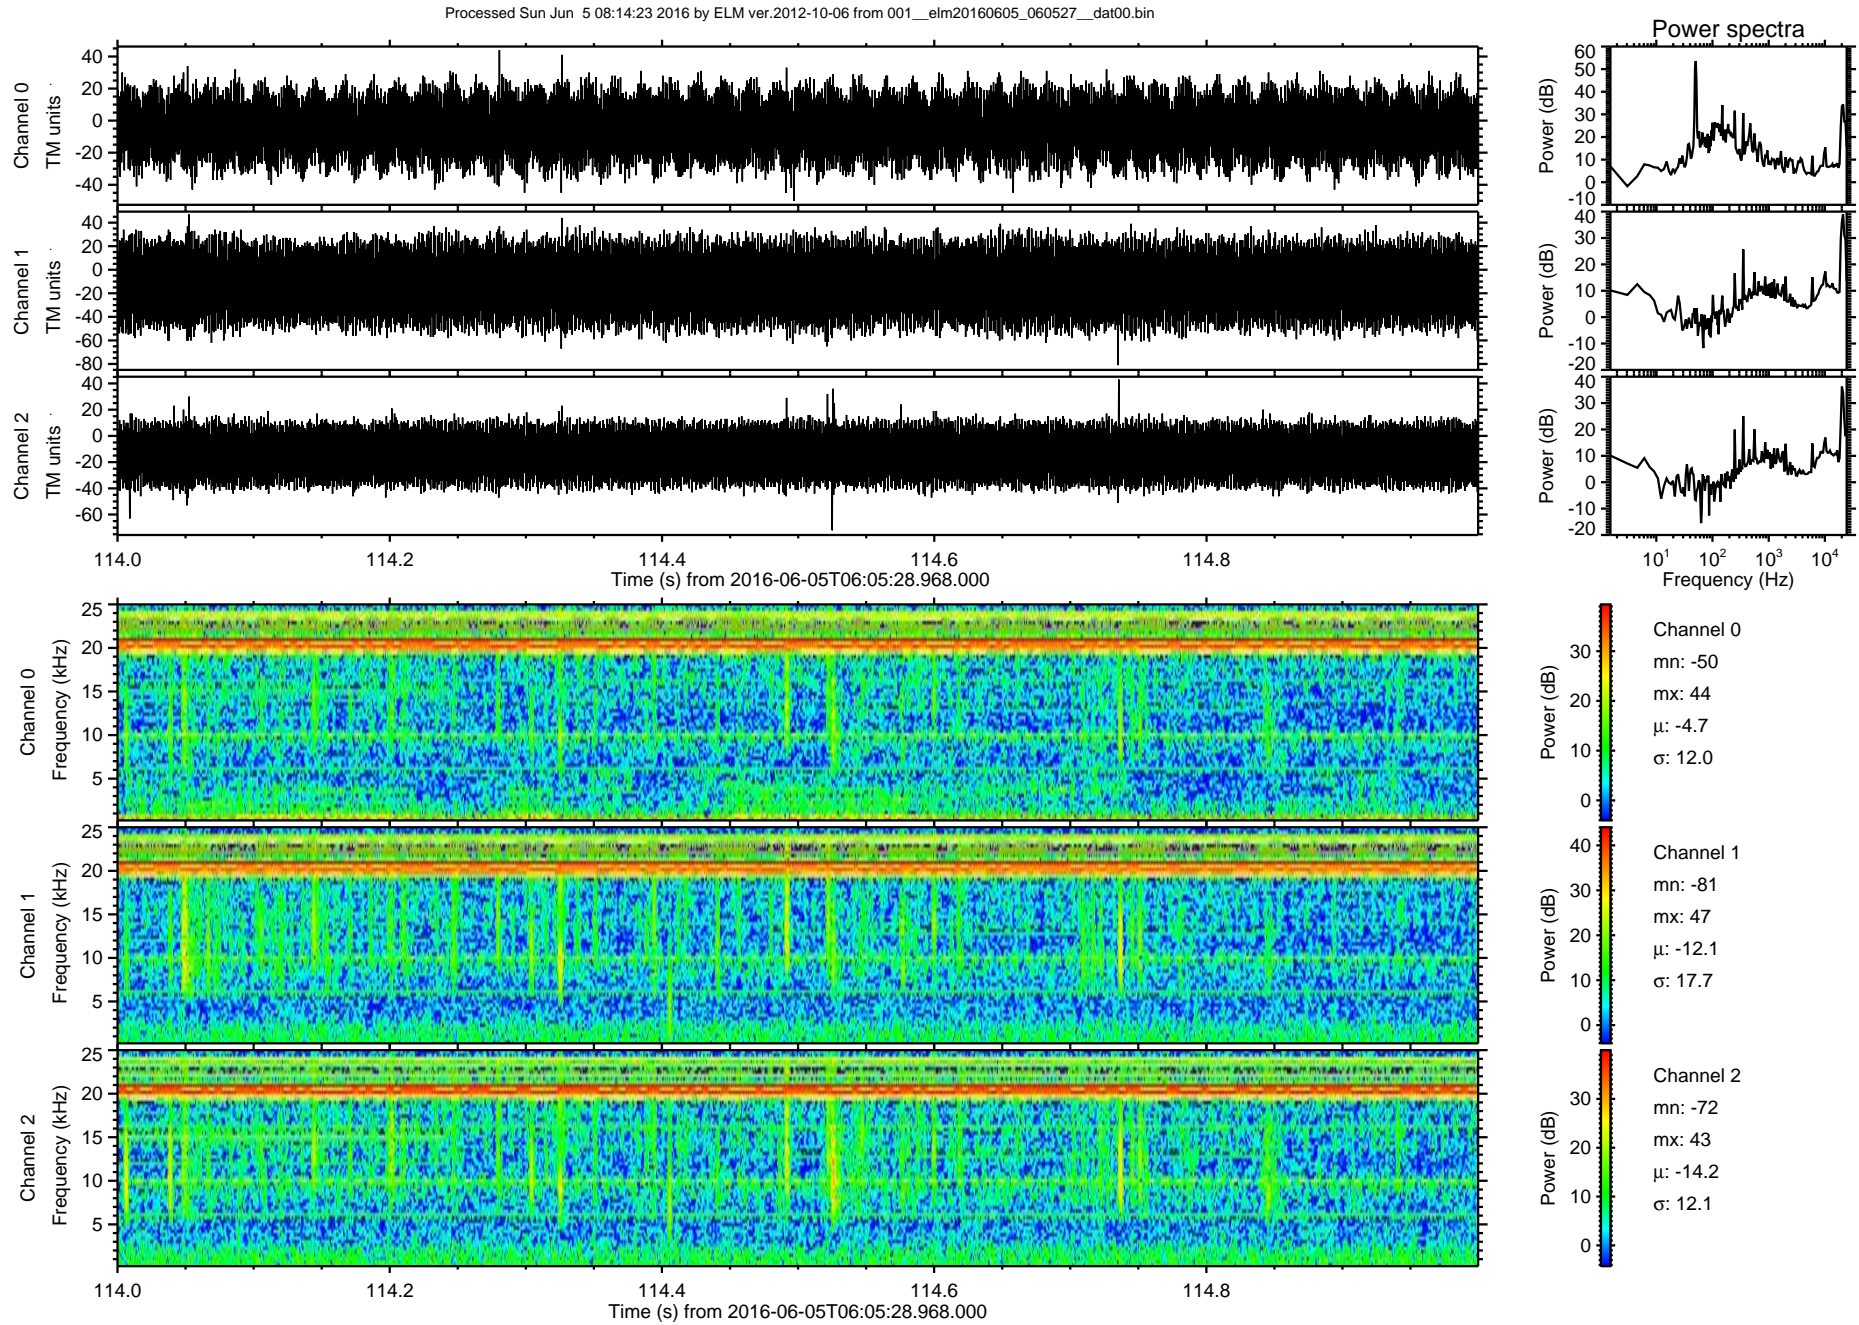 Processed Sun Jun  5 08:14:23 2016 by ELM ver.2012-10-06 from 001__elm20160605_060527__dat00.bin
Power spectra
Channel 0
TM units
40
20
0
-20
-40
Power (dB)
60
50
40
30
20
10
0
-10
Channel 1
TM units
40
20
0
-20
-40
-60
-80
Power (dB)
40
30
20
10
0
-10
-20
Channel 2
TM units
40
20
0
-20
-40
-60
Power (dB)
40
30
20
10
0
-10
-20
114.0 114.2 114.4 114.6 114.8
Time (s) from 2016-06-05T06:05:28.968.000
10¹ 10² 10³ 10⁴
Frequency (Hz)
Channel 0
Frequency (kHz)
25
20
15
10
5
Power (dB)
30
20
10
0
Channel 0
mn: -50
mx: 44
μ: -4.7
σ: 12.0
Channel 1
Frequency (kHz)
25
20
15
10
5
Power (dB)
40
30
20
10
0
Channel 1
mn: -81
mx: 47
μ: -12.1
σ: 17.7
Channel 2
Frequency (kHz)
25
20
15
10
5
Power (dB)
30
20
10
0
Channel 2
mn: -72
mx: 43
μ: -14.2
σ: 12.1
114.0 114.2 114.4 114.6 114.8
Time (s) from 2016-06-05T06:05:28.968.000